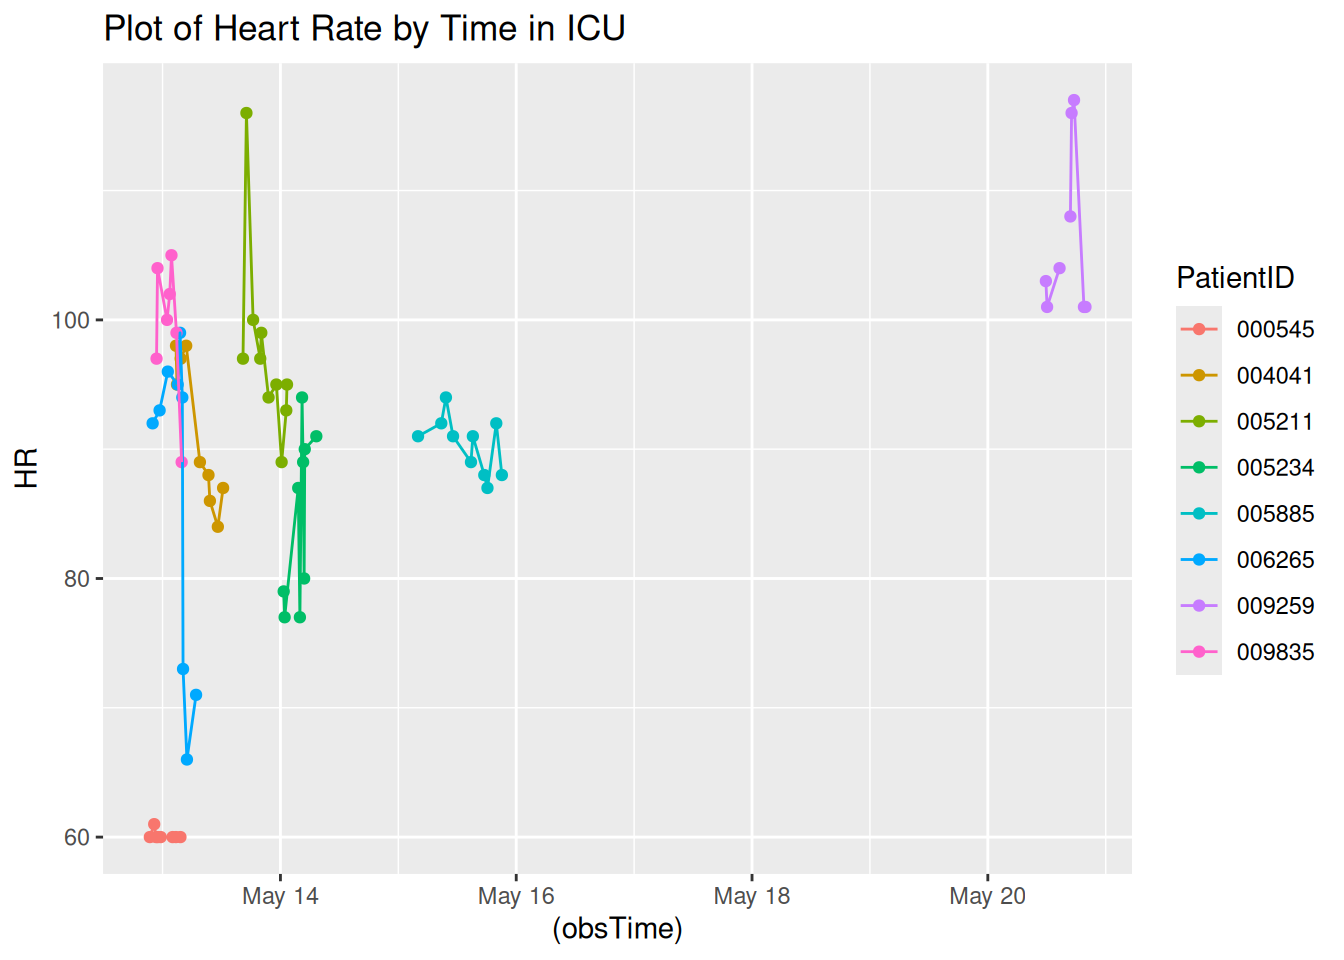 Plot of Heart Rate by Time in ICU
HR
100
80
60
May 14
May 16
May 18
May 20
(obsTime)
PatientID
000545
004041
005211
005234
005885
006265
009259
009835